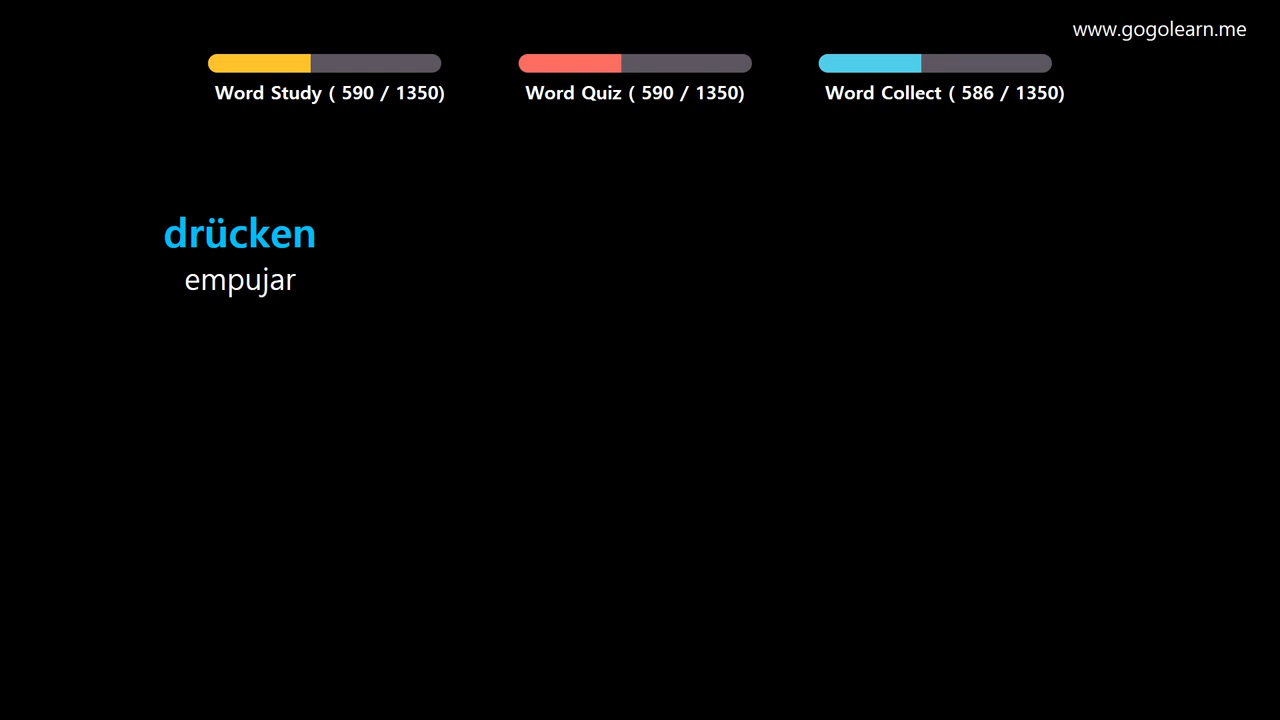 www.gogolearn.me
Word Study ( 590 / 1350)
Word Quiz ( 590 / 1350)
Word Collect ( 586 / 1350)
drücken
empujar